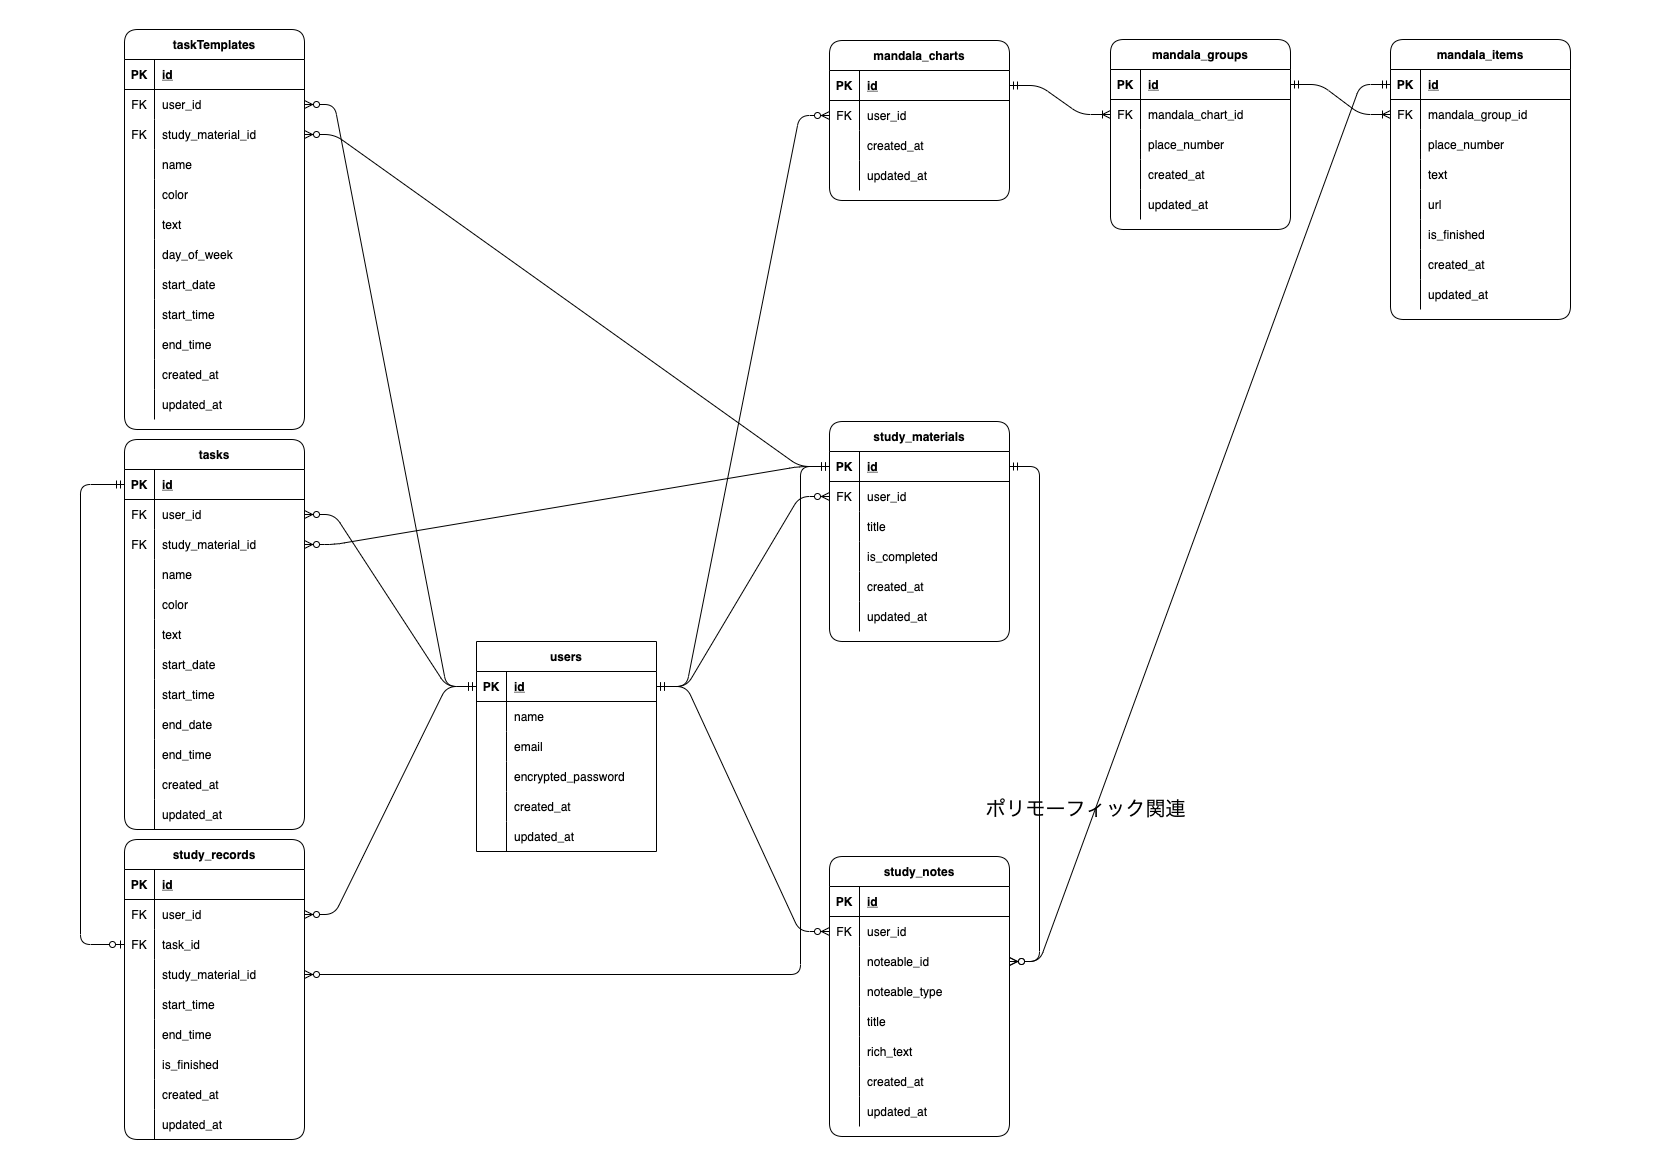 taskTemplates
PK id
FK user_id
FK study_material_id
name
color
text
day_of_week
start_date
start_time
end_time
created_at
updated_at
tasks
PK id
FK user_id
FK study_material_id
name
color
text
start_date
start_time
end_date
end_time
created_at
updated_at
study_records
PK id
FK user_id
FK task_id
study_material_id
start_time
end_time
is_finished
created_at
updated_at
users
PK id
name
email
encrypted_password
created_at
updated_at
mandala_charts
PK id
FK user_id
created_at
updated_at
study_materials
PK id
FK user_id
title
is_completed
created_at
updated_at
ポリモーフィック関連
study_notes
PK id
FK user_id
noteable_id
noteable_type
title
rich_text
created_at
updated_at
mandala_groups
PK id
FK mandala_chart_id
place_number
created_at
updated_at
mandala_items
PK id
FK mandala_group_id
place_number
text
url
is_finished
created_at
updated_at